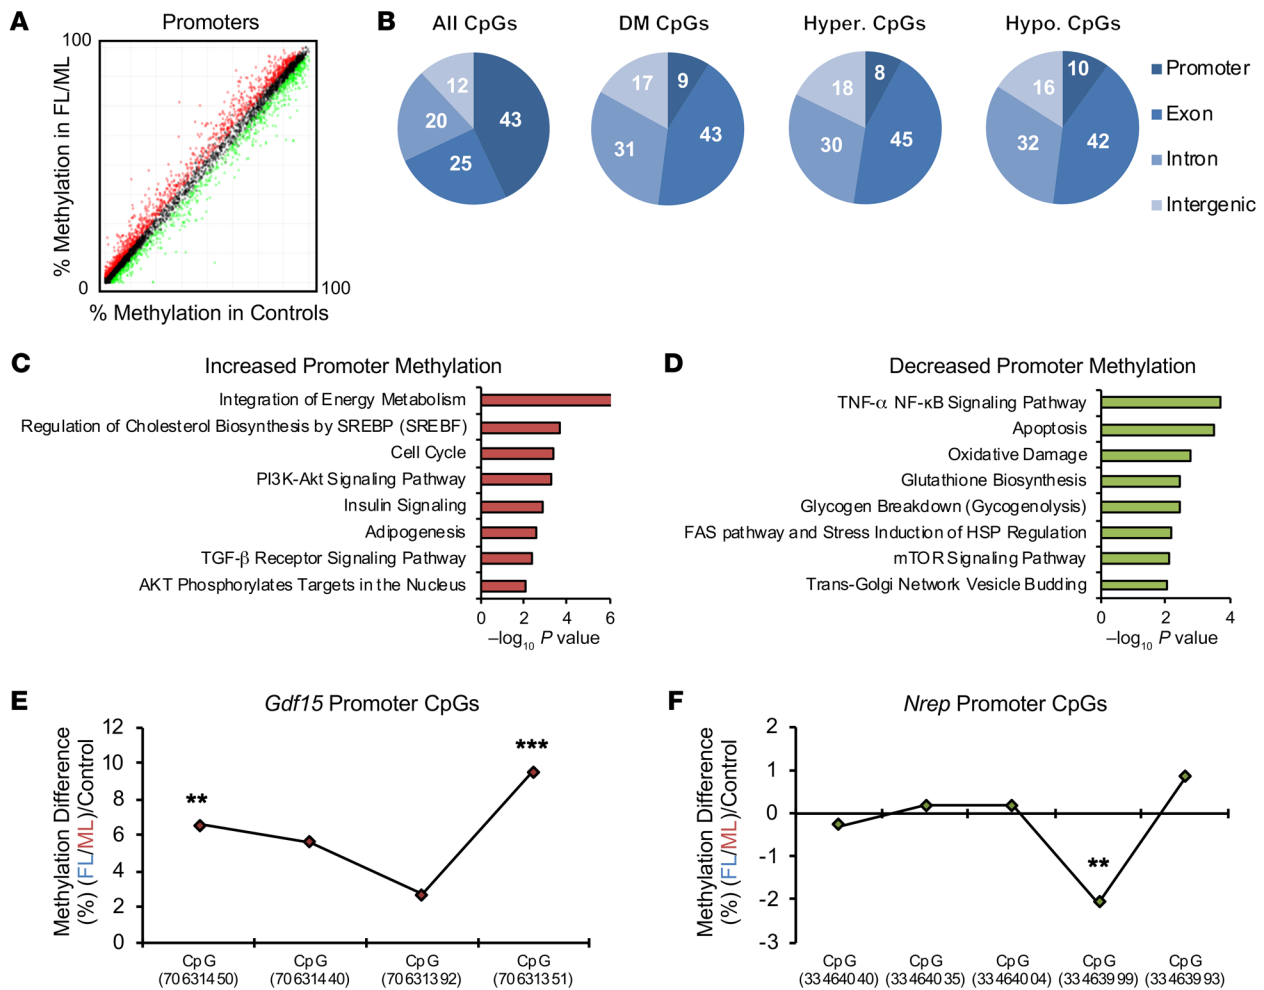 A
Promoters
100
% Methylation in FL/ML
0
100
% Methylation in Controls
B
All CpGs
DM CpGs
Hyper. CpGs
Hypo. CpGs
12
43
20
25
17
9
31
43
18
8
30
45
16
10
32
42
Promoter
Exon
Intron
Intergenic
C
Increased Promoter Methylation
Integration of Energy Metabolism
Regulation of Cholesterol Biosynthesis by SREBP (SREBF)
Cell Cycle
PI3K-Akt Signaling Pathway
Insulin Signaling
Adipogenesis
TGF-β Receptor Signaling Pathway
AKT Phosphorylates Targets in the Nucleus
0 2 4 6
–log10 P value
D
Decreased Promoter Methylation
TNF-α NF-κB Signaling Pathway
Apoptosis
Oxidative Damage
Glutathione Biosynthesis
Glycogen Breakdown (Gycogenolysis)
FAS pathway and Stress Induction of HSP Regulation
mTOR Signaling Pathway
Trans-Golgi Network Vesicle Budding
0 2 4
–log10 P value
E
Gdf15 Promoter CpGs
Methylation Difference
(%) (FL/ML)/Control
12
10
8
6
4
2
0
**
***
CpG
(70631450)
CpG
(70631440)
CpG
(70631392)
CpG
(70631351)
F
Nrep Promoter CpGs
Methylation Difference
(%) (FL/ML)/Control
2
1
0
-1
-2
-3
**
CpG
(33464040)
CpG
(33464035)
CpG
(33464004)
CpG
(33463999)
CpG
(33463993)